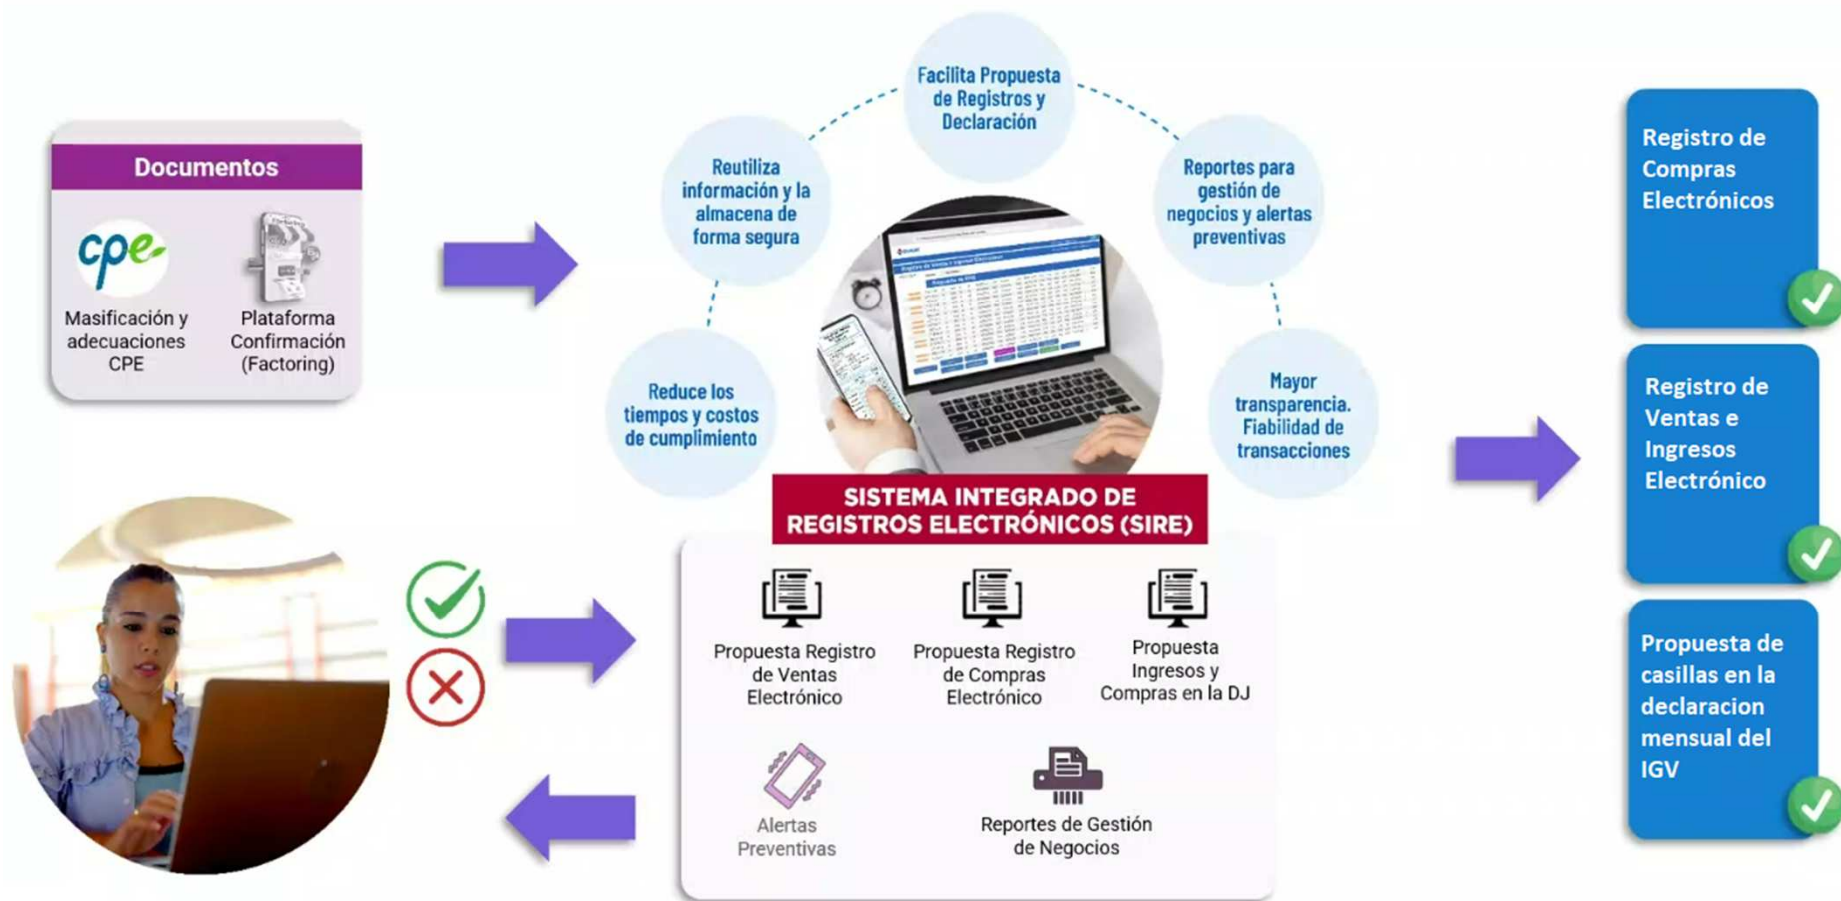 Documentos
cpe
Masificación y
adecuaciones
CPE
Plataforma
Confirmación
(Factoring)
Facilita Propuesta
de Registros y
Declaración
Reutiliza
información y la
almacena de
forma segura
Reportes para
gestión de
negocios y alertas
preventivas
Reduce los
tiempos y costos
de cumplimiento
Mayor
transparencia.
Fiabilidad de
transacciones
SISTEMA INTEGRADO DE
REGISTROS ELECTRÓNICOS (SIRE)
Propuesta Registro
de Ventas
Electrónico
Propuesta Registro
de Compras
Electrónico
Propuesta
Ingresos y
Compras en la DJ
Alertas
Preventivas
Reportes de Gestión
de Negocios
Registro de
Compras
Electrónicos
Registro de
Ventas e
Ingresos
Electrónico
Propuesta de
casillas en la
declaracion
mensual del
IGV